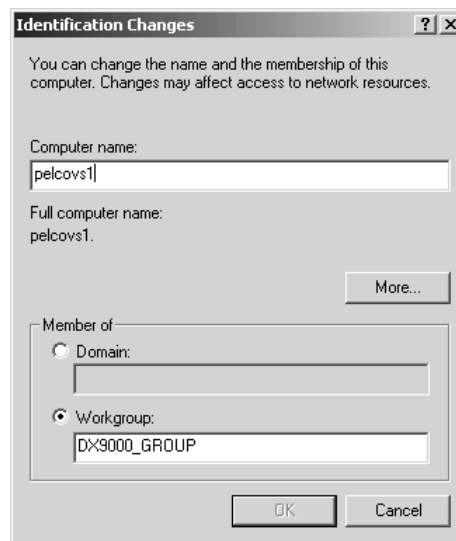 Identification Changes
You can change the name and the membership of this
computer. Changes may affect access to network resources.
Computer name:
pelcovs1
Full computer name:
pelcovs1.
More...
Member of
Domain:
Workgroup:
DX9000_GROUP
OK
Cancel